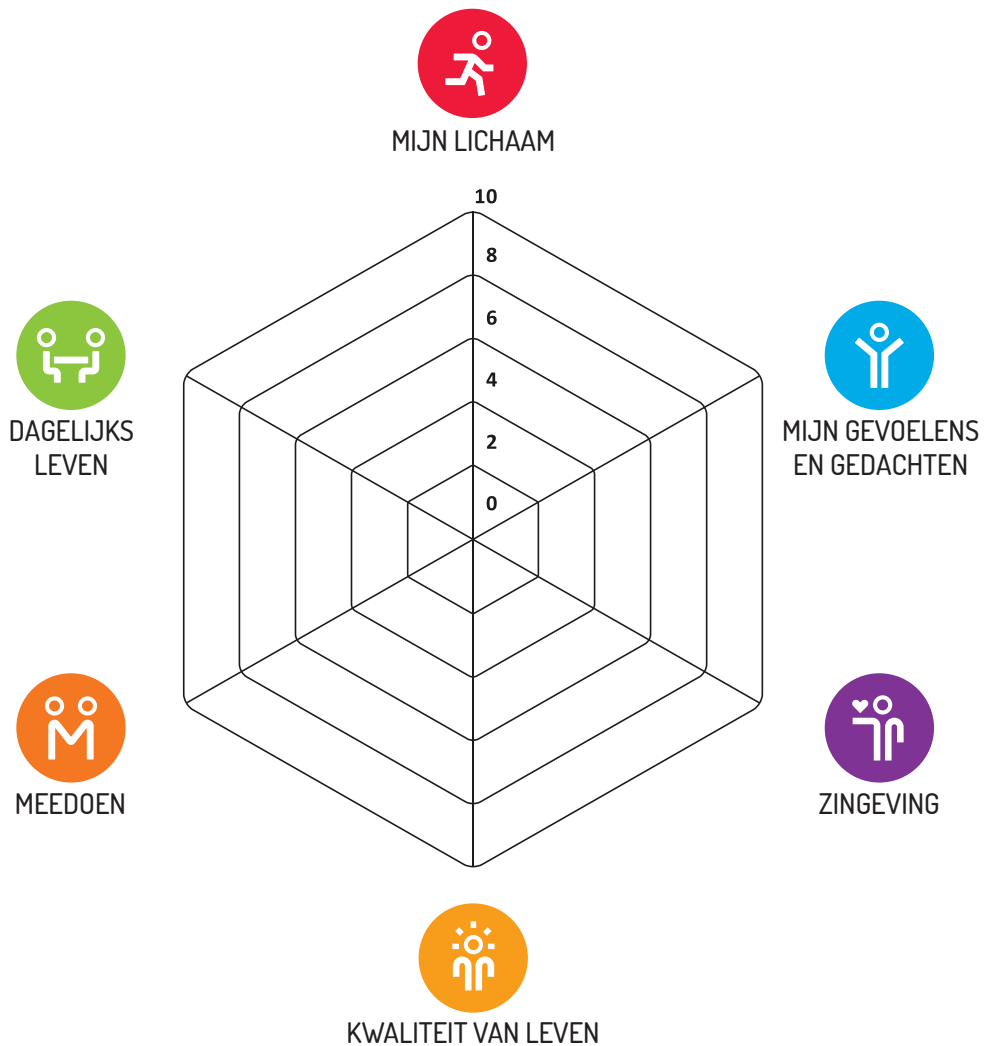 MIJN LICHAAM
10
8
6
4
2
0
DAGELIJKS
LEVEN
MIJN GEVOELENS
EN GEDACHTEN
MEEDOEN
ZINGEVING
KWALITEIT VAN LEVEN